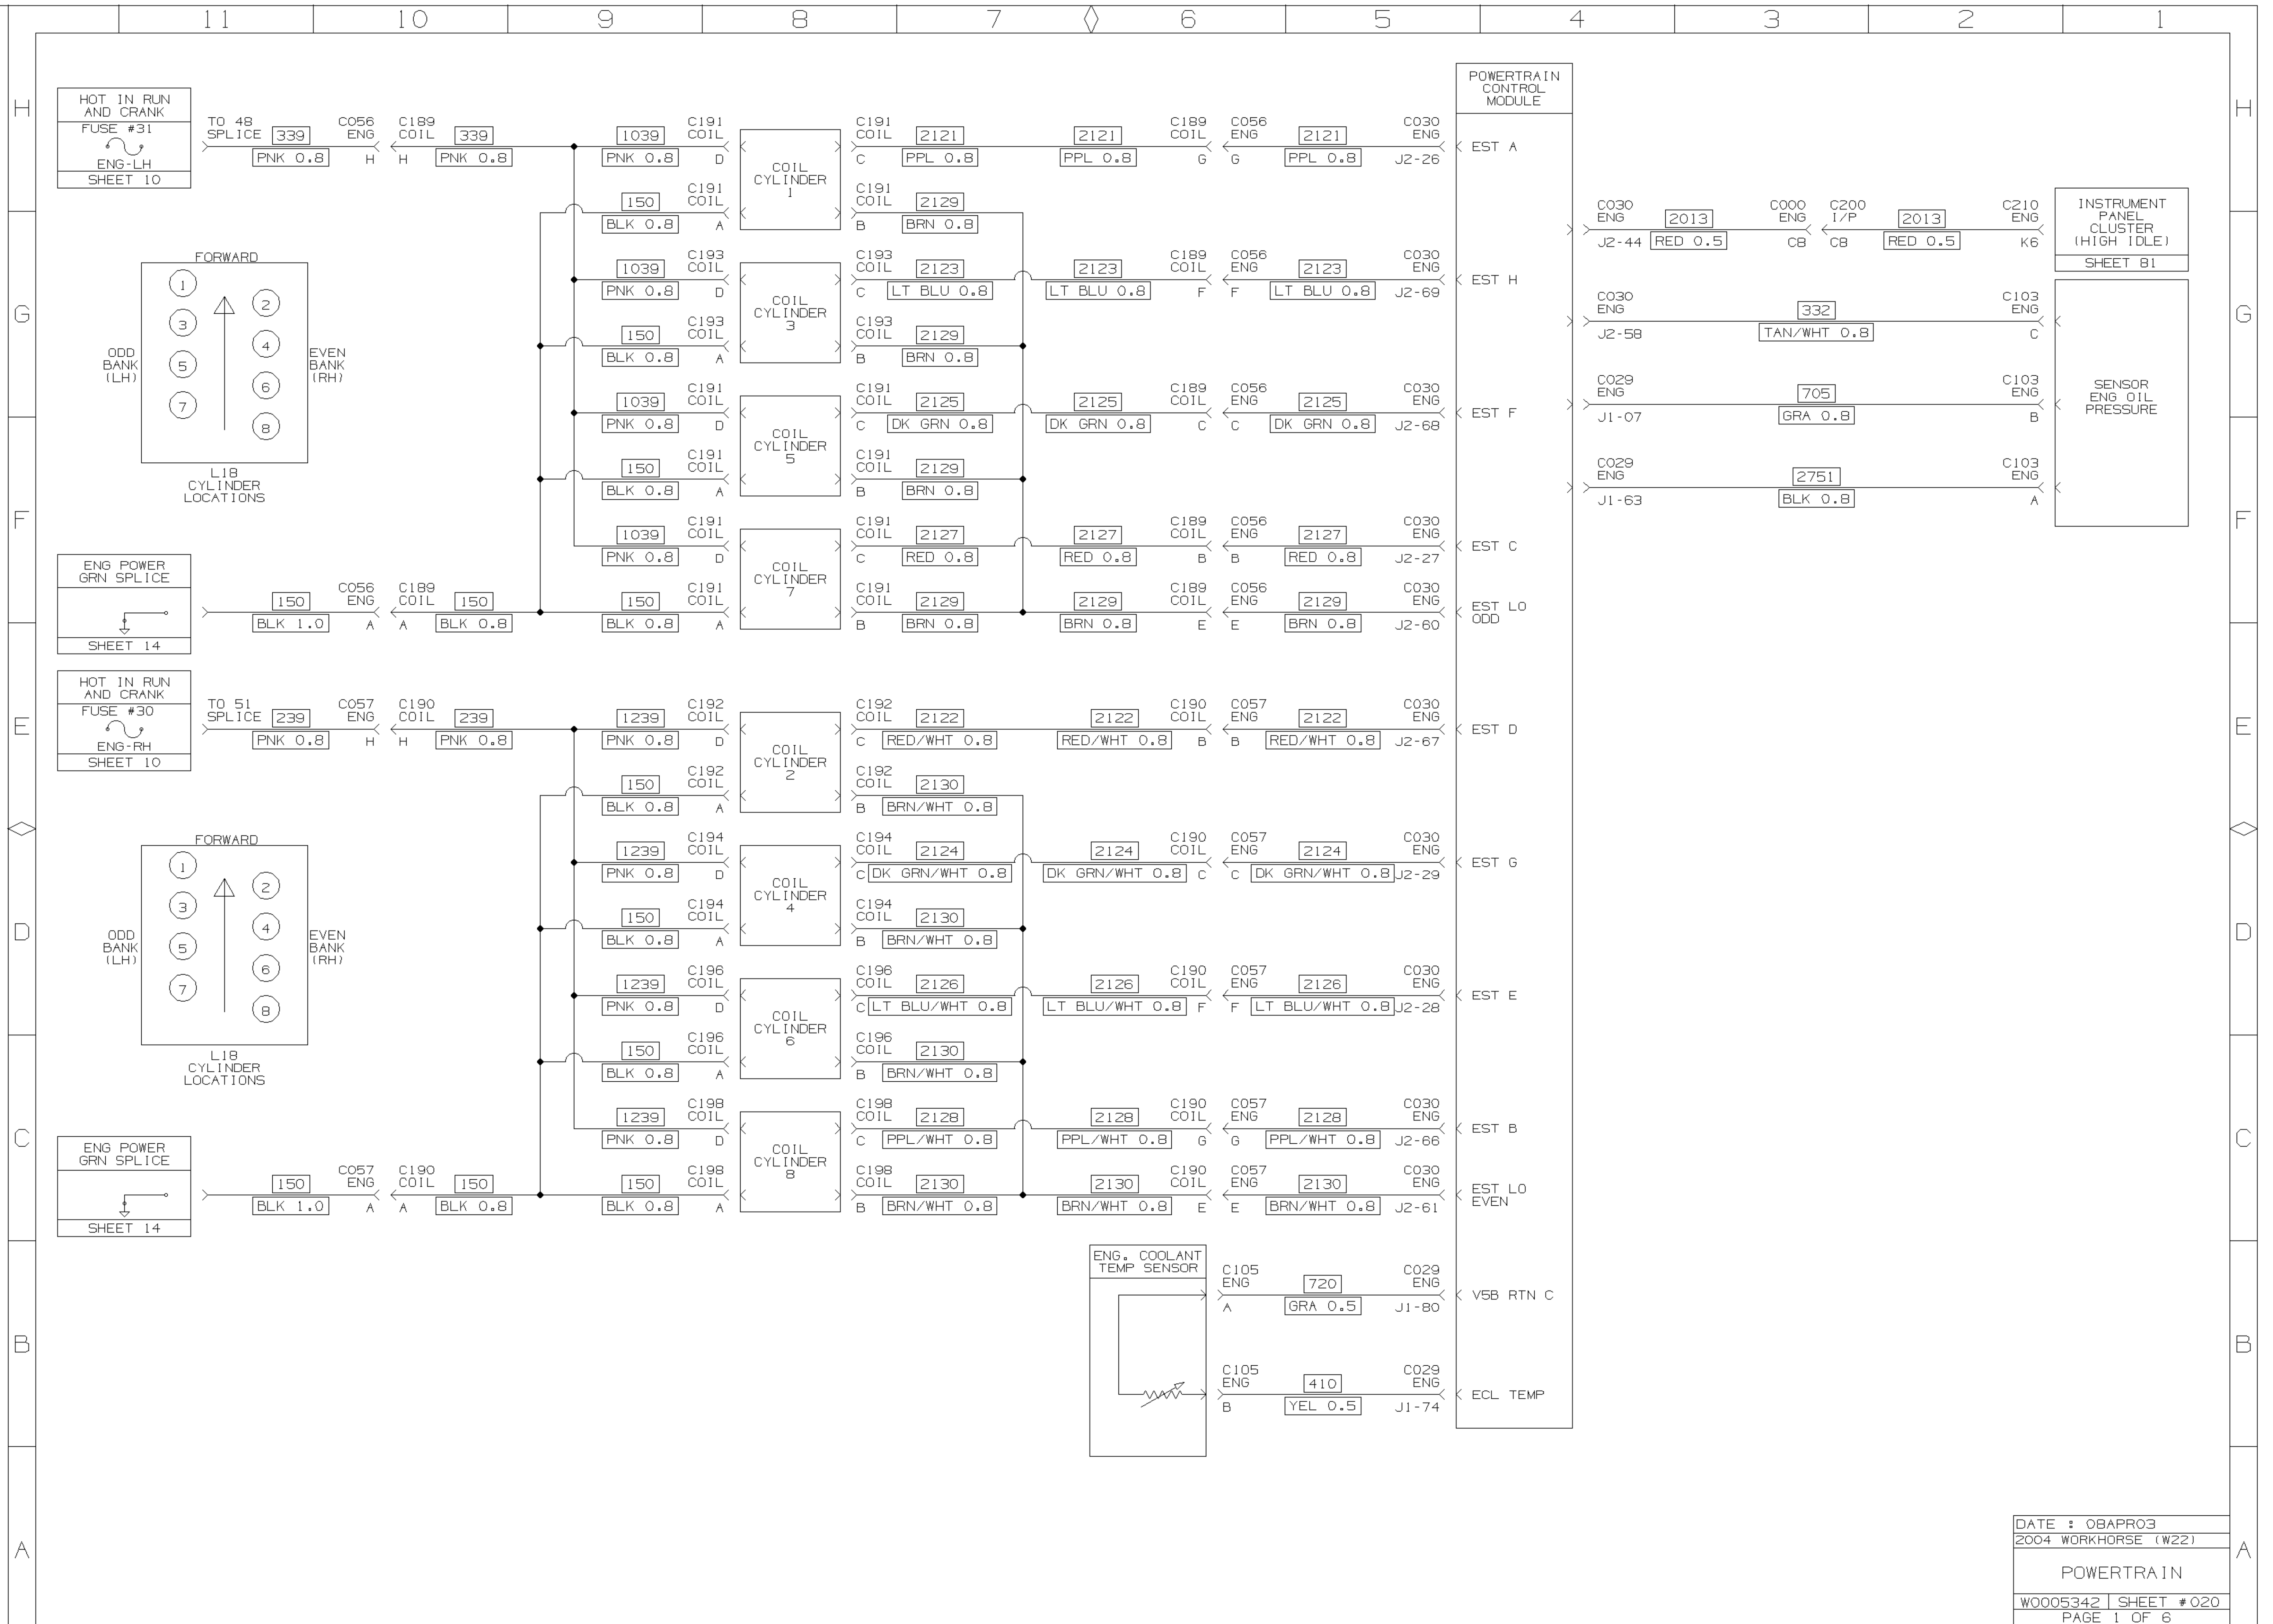 11 10 9 8 7 6 5 4 3 2 1
H
G
F
E
D
C
B
A
H
G
F
E
D
C
B
A
HOT IN RUN
AND CRANK
FUSE #31
ENG-LH
SHEET 10
TO 48
SPLICE 339
PNK 0.8
C056
ENG
H
C189
COIL 339
H PNK 0.8
1039
PNK 0.8
C191
COIL
D
150
BLK 0.8
C191
COIL
A
COIL
CYLINDER
1
C191
COIL 2121
C PPL 0.8
2121
PPL 0.8
C189
COIL
G
C056
ENG 2121
G PPL 0.8
C030
ENG
J2-26
EST A
C191
COIL 2129
B BRN 0.8
1039
PNK 0.8
C193
COIL
D
150
BLK 0.8
C193
COIL
A
COIL
CYLINDER
3
C193
COIL 2123
C LT BLU 0.8
2123
LT BLU 0.8
C189
COIL
F
C056
ENG 2123
F LT BLU 0.8
C030
ENG
J2-69
EST H
C193
COIL 2129
B BRN 0.8
1039
PNK 0.8
C191
COIL
D
150
BLK 0.8
C191
COIL
A
COIL
CYLINDER
5
C191
COIL 2125
C DK GRN 0.8
2125
DK GRN 0.8
C189
COIL
C
C056
ENG 2125
C DK GRN 0.8
C030
ENG
J2-68
EST F
C191
COIL 2129
B BRN 0.8
1039
PNK 0.8
C191
COIL
D
COIL
CYLINDER
7
C191
COIL 2127
C RED 0.8
2127
RED 0.8
C189
COIL
B
C056
ENG 2127
B RED 0.8
C030
ENG
J2-27
EST C
FORWARD
1
2
3
4
5
6
7
8
ODD
BANK
(LH)
EVEN
BANK
(RH)
L18
CYLINDER
LOCATIONS
ENG POWER
GRN SPLICE
SHEET 14
150
BLK 1.0
C056
ENG
A
C189
COIL 150
A BLK 0.8
150
BLK 0.8
C191
COIL
A
C191
COIL 2129
B BRN 0.8
2129
BRN 0.8
C189
COIL
E
C056
ENG 2129
E BRN 0.8
C030
ENG
J2-60
EST LO
ODD
HOT IN RUN
AND CRANK
FUSE #30
ENG-RH
SHEET 10
TO 51
SPLICE 239
PNK 0.8
C057
ENG
H
C190
COIL 239
H PNK 0.8
1239
PNK 0.8
C192
COIL
D
150
BLK 0.8
C192
COIL
A
COIL
CYLINDER
2
C192
COIL 2122
C RED/WHT 0.8
2122
RED/WHT 0.8
C190
COIL
B
C057
ENG 2122
B RED/WHT 0.8
C030
ENG
J2-67
EST D
C192
COIL 2130
B BRN/WHT 0.8
1239
PNK 0.8
C194
COIL
D
150
BLK 0.8
C194
COIL
A
COIL
CYLINDER
4
C194
COIL 2124
C DK GRN/WHT 0.8
2124
DK GRN/WHT 0.8
C190
COIL
C
C057
ENG 2124
C DK GRN/WHT 0.8
C030
ENG
J2-29
EST G
C194
COIL 2130
B BRN/WHT 0.8
1239
PNK 0.8
C196
COIL
D
150
BLK 0.8
C196
COIL
A
COIL
CYLINDER
6
C196
COIL 2126
C LT BLU/WHT 0.8
2126
LT BLU/WHT 0.8
C190
COIL
F
C057
ENG 2126
F LT BLU/WHT 0.8
C030
ENG
J2-28
EST E
C196
COIL 2130
B BRN/WHT 0.8
1239
PNK 0.8
C198
COIL
D
COIL
CYLINDER
8
C198
COIL 2128
C PPL/WHT 0.8
2128
PPL/WHT 0.8
C190
COIL
G
C057
ENG 2128
G PPL/WHT 0.8
C030
ENG
J2-66
EST B
FORWARD
1
2
3
4
5
6
7
8
ODD
BANK
(LH)
EVEN
BANK
(RH)
L18
CYLINDER
LOCATIONS
ENG POWER
GRN SPLICE
SHEET 14
150
BLK 1.0
C057
ENG
A
C190
COIL 150
A BLK 0.8
150
BLK 0.8
C198
COIL
A
C198
COIL 2130
B BRN/WHT 0.8
2130
BRN/WHT 0.8
C190
COIL
E
C057
ENG 2130
E BRN/WHT 0.8
C030
ENG
J2-61
EST LO
EVEN
ENG. COOLANT
TEMP SENSOR
C105
ENG 720
A GRA 0.5
C029
ENG
J1-80
V5B RTN C
C105
ENG 410
B YEL 0.5
C029
ENG
J1-74
ECL TEMP
POWERTRAIN
CONTROL
MODULE
C030
ENG 2013
J2-44 RED 0.5
C000
ENG
C8
C200
I/P 2013
C8 RED 0.5
C210
ENG
K6
INSTRUMENT
PANEL
CLUSTER
(HIGH IDLE)
SHEET 81
C030
ENG 332
J2-58 TAN/WHT 0.8
C103
ENG
C
C029
ENG 705
J1-07 GRA 0.8
C103
ENG
B
C029
ENG 2751
J1-63 BLK 0.8
C103
ENG
A
SENSOR
ENG OIL
PRESSURE
DATE : 08APR03
2004 WORKHORSE (W22)
POWERTRAIN
W0005342 SHEET #020
PAGE 1 OF 6